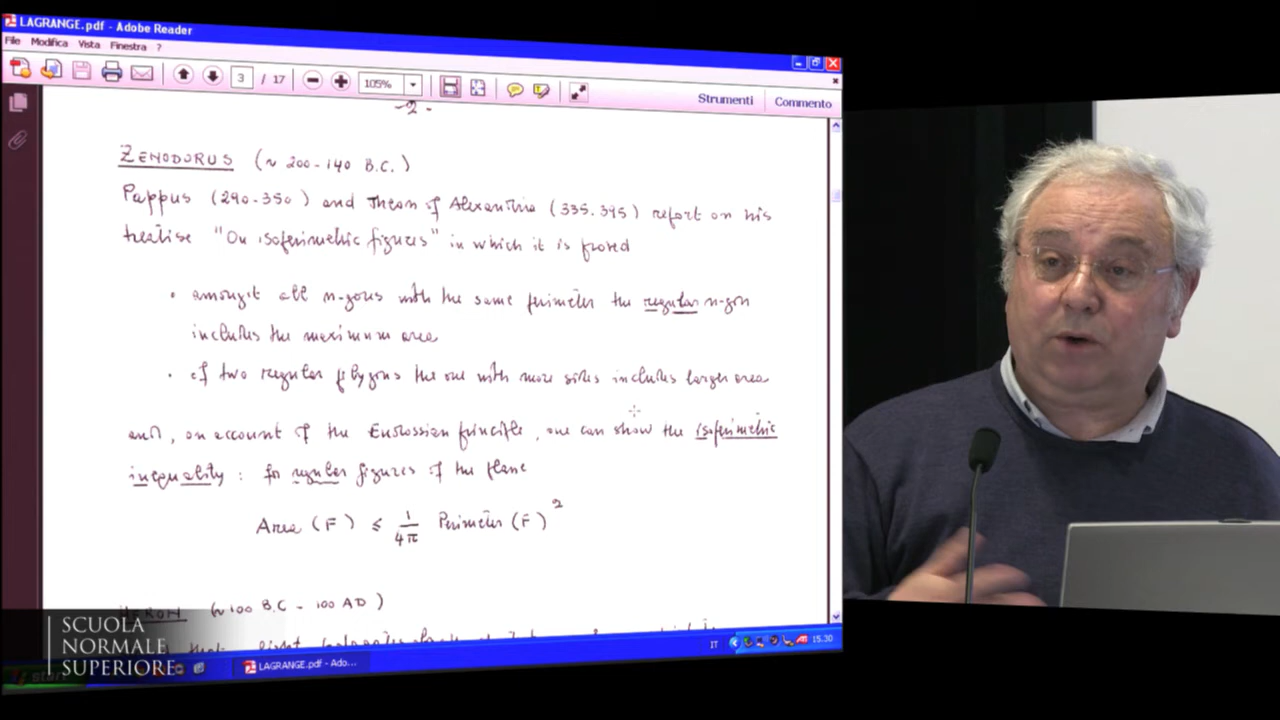 LAGRANGE.pdf - Adobe Reader
File Modifica Vista Finestra ?
3 / 17 105%
Strumenti Commento
-2-
ZENODORUS (~ 200-140 B.C.)
Pappus (290-350) and Theon of Alexandria (335-395) report on his
treatise "On isoperimetric figures" in which it is proved
• amongst all n-gons with the same perimeter the regular n-gon
includes the maximum area
• of two regular polygons the one with more sides includes larger area
and, on account of the Eudossian principle, one can show the isoperimetric
inequality : for regular figures of the plane
Area (F) ≤ 1/4π Perimeter (F)²
HERON (~100 B.C - 100 AD)
that light
SCUOLA
NORMALE
SUPERIORE
start
LAGRANGE.pdf - Ado...
IT 15.30